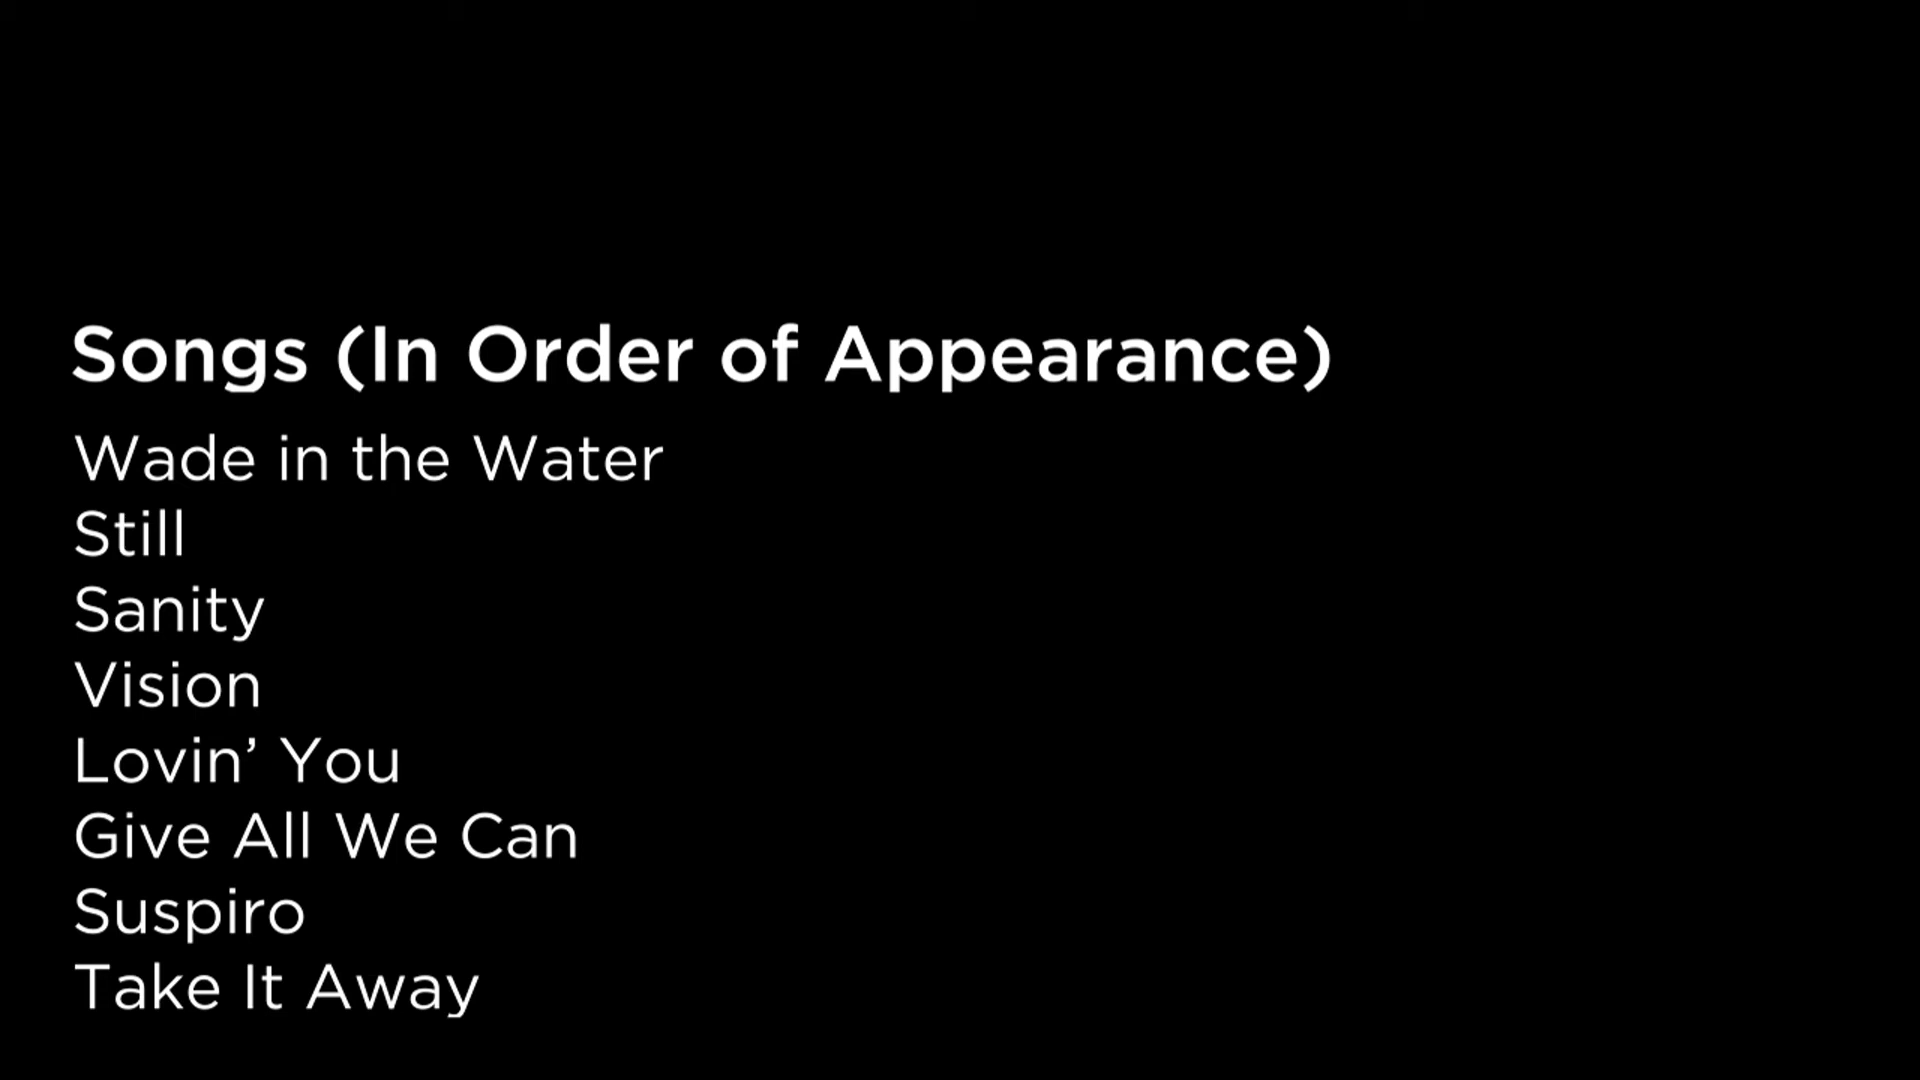 Songs (In Order of Appearance)
Wade in the Water
Still
Sanity
Vision
Lovin’ You
Give All We Can
Suspiro
Take It Away